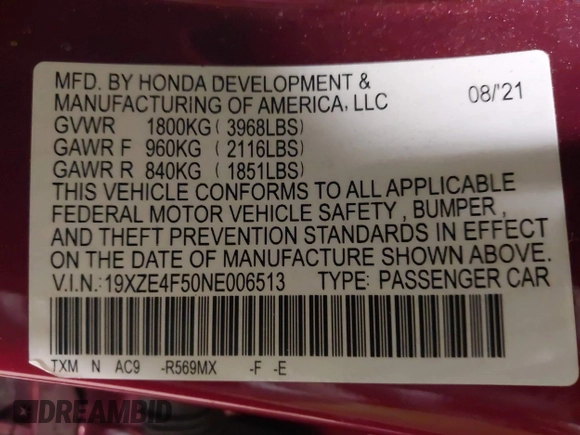 MFD. BY HONDA DEVELOPMENT &
MANUFACTURING OF AMERICA, LLC 08/'21
GVWR 1800KG ( 3968LBS)
GAWR F 960KG ( 2116LBS)
GAWR R 840KG ( 1851LBS)
THIS VEHICLE CONFORMS TO ALL APPLICABLE
FEDERAL MOTOR VEHICLE SAFETY , BUMPER ,
AND THEFT PREVENTION STANDARDS IN EFFECT
ON THE DATE OF MANUFACTURE SHOWN ABOVE.
V.I.N.: 19XZE4F50NE006513 TYPE: PASSENGER CAR
TXM N AC9 -R569MX -F -E
DREAMBID